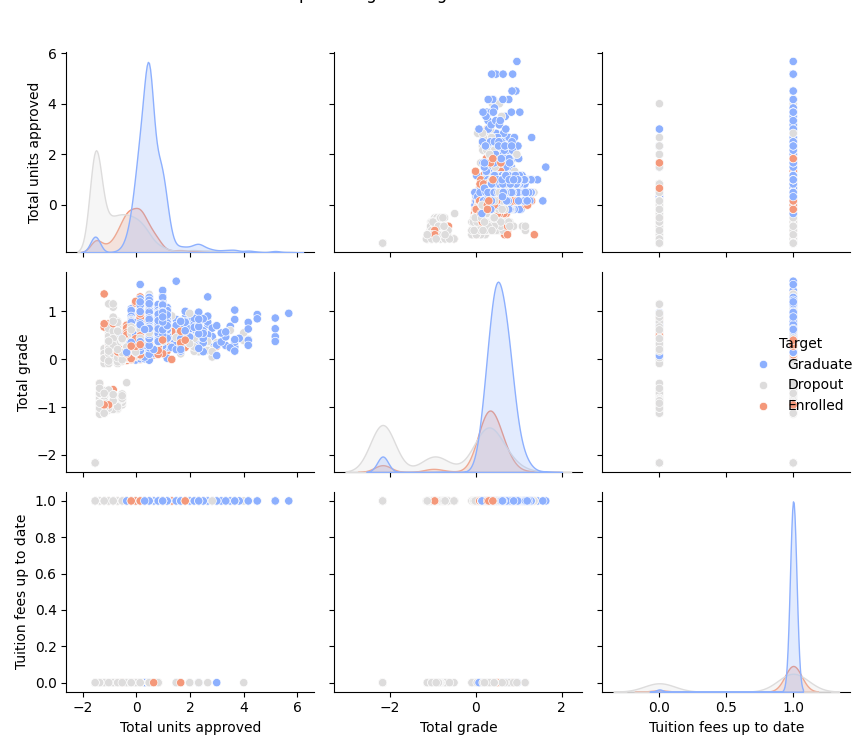 6
4
2
0
Total units approved
1
0
−1
−2
Total grade
Target
Graduate
Dropout
Enrolled
1.0
0.8
0.6
0.4
0.2
0.0
Tuition fees up to date
−2 0 2 4 6
−2 0 2
0.0 0.5 1.0
Total units approved
Total grade
Tuition fees up to date